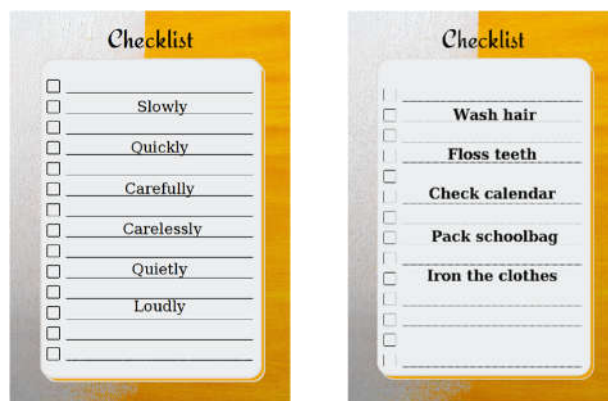 Checklist
Slowly
Quickly
Carefully
Carelessly
Quietly
Loudly
Checklist
Wash hair
Floss teeth
Check calendar
Pack schoolbag
Iron the clothes